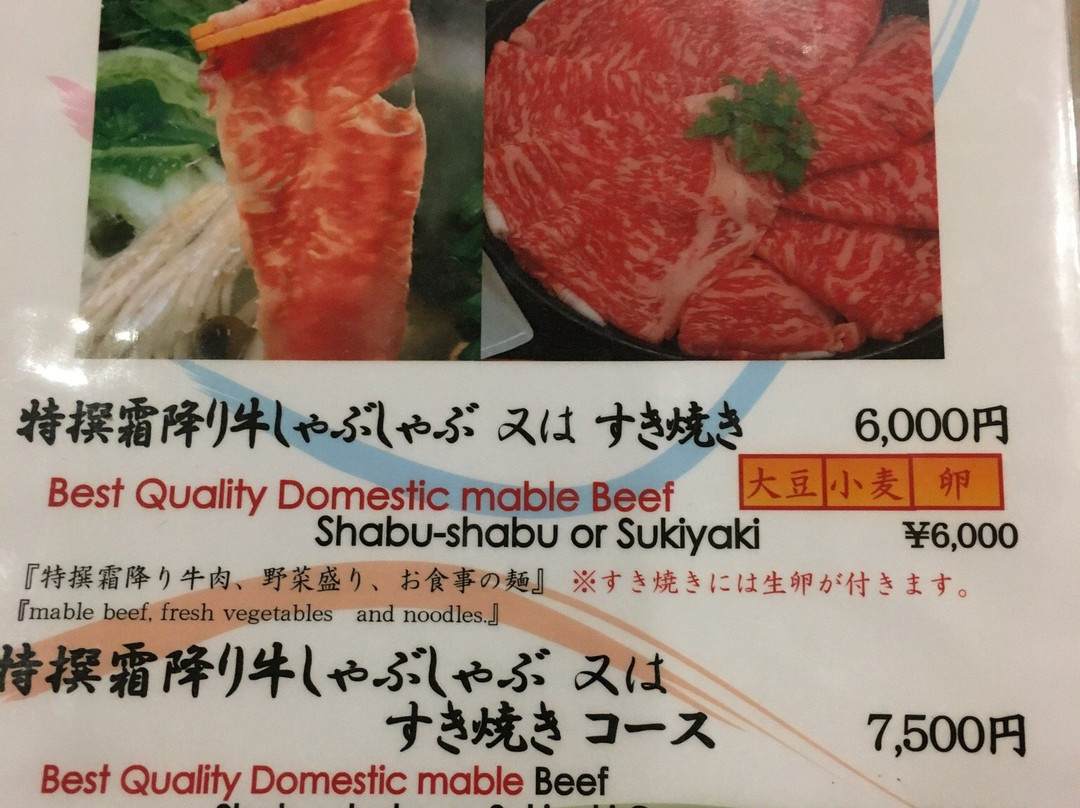 特撰霜降り牛しゃぶしゃぶ 又は すき焼き 6,000円
Best Quality Domestic mable Beef 大豆 小麦 卵
Shabu-shabu or Sukiyaki ¥6,000
『特撰霜降り牛肉、野菜盛り、お食事の麺』 ※すき焼きには生卵が付きます。
『mable beef, fresh vegetables and noodles.』
特撰霜降り牛しゃぶしゃぶ 又は
すき焼き コース 7,500円
Best Quality Domestic mable Beef